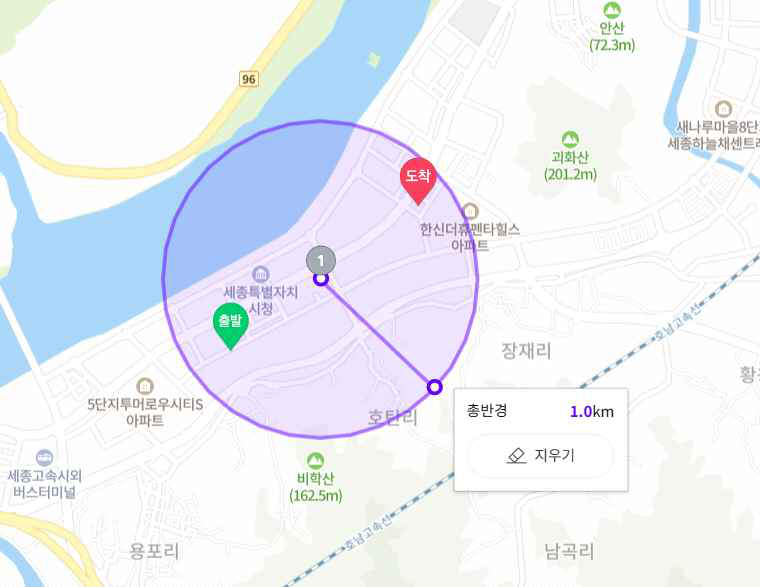 안산
(72.3m)
96
새나루마을8단
세종하늘채센트레
괴화산
(201.2m)
도착
한신더휴펜타힐스
아파트
1
세종특별자치
시청
출발
호남고속선
장재리
황
5단지투머로우시티S
아파트
호탄리
총반경
1.0km
지우기
세종고속시외
버스터미널
비학산
(162.5m)
호남고속선
용포리
남곡리